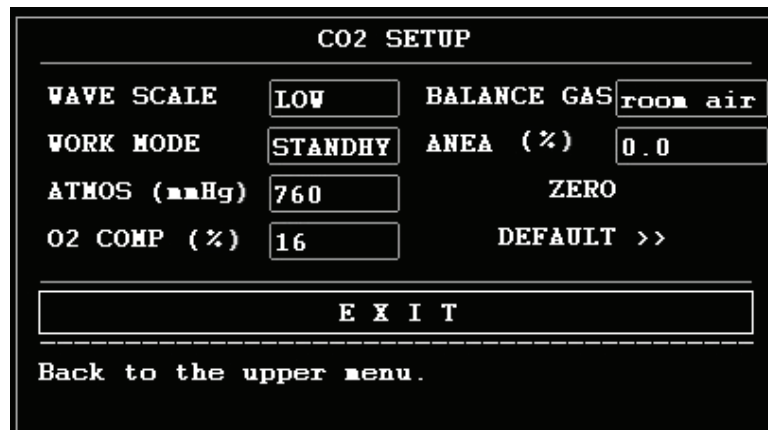 CO2 SETUP
WAVE SCALE LOW BALANCE GAS room air
WORK MODE STANDHY ANEA (%) 0.0
ATMOS (mmHg) 760 ZERO
O2 COMP (%) 16 DEFAULT >>
E X I T
Back to the upper menu.